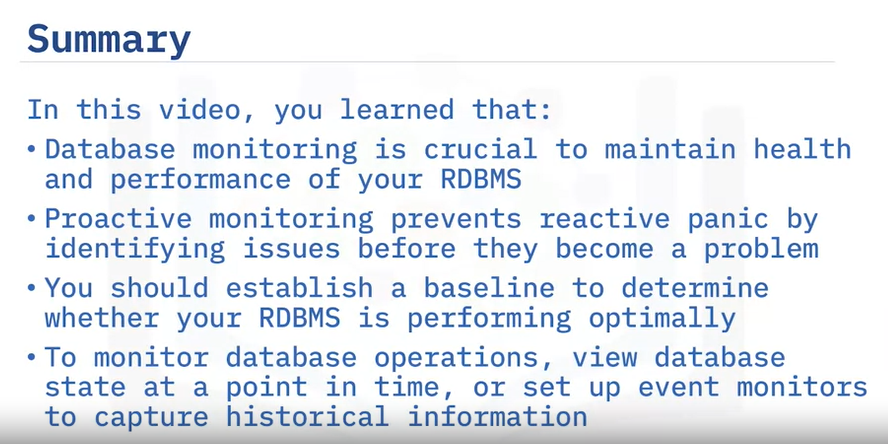 Summary
In this video, you learned that:
• Database monitoring is crucial to maintain health
and performance of your RDBMS
• Proactive monitoring prevents reactive panic by
identifying issues before they become a problem
• You should establish a baseline to determine
whether your RDBMS is performing optimally
• To monitor database operations, view database
state at a point in time, or set up event monitors
to capture historical information